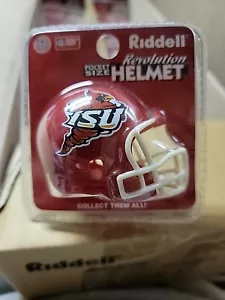 Riddell
POCKET
SIZE
Revolution
HELMET
ISU
COLLECT THEM ALL!
Riddell